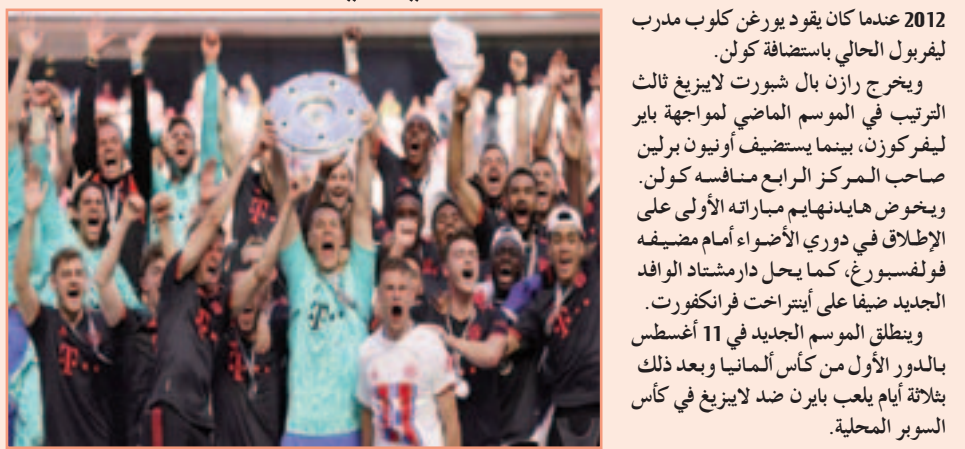 2012 عندما كان يقود يورغن كلوب مدرب
ليفربول الحالي باستضافة كولن.
ويخرج رازن بال شبورت لايبزيغ ثالث
الترتيب في الموسم الماضي لمواجهة باير
ليفركوزن، بينما يستضيف أونيون برلين
صاحب المركز الرابع منافسه كولن.
ويخوض هايدنهايم مباراته الأولى على
الإطلاق في دوري الأضواء أمام مضيفه
فولفسبورغ، كما يحل دارمشتاد الوافد
الجديد ضيفا على أينتراخت فرانكفورت.
وينطلق الموسم الجديد في 11 أغسطس
بالدور الأول من كأس ألمانيا وبعد ذلك
بثلاثة أيام يلعب بايرن ضد لايبزيغ في كأس
السوبر المحلية.
T
T
T
11